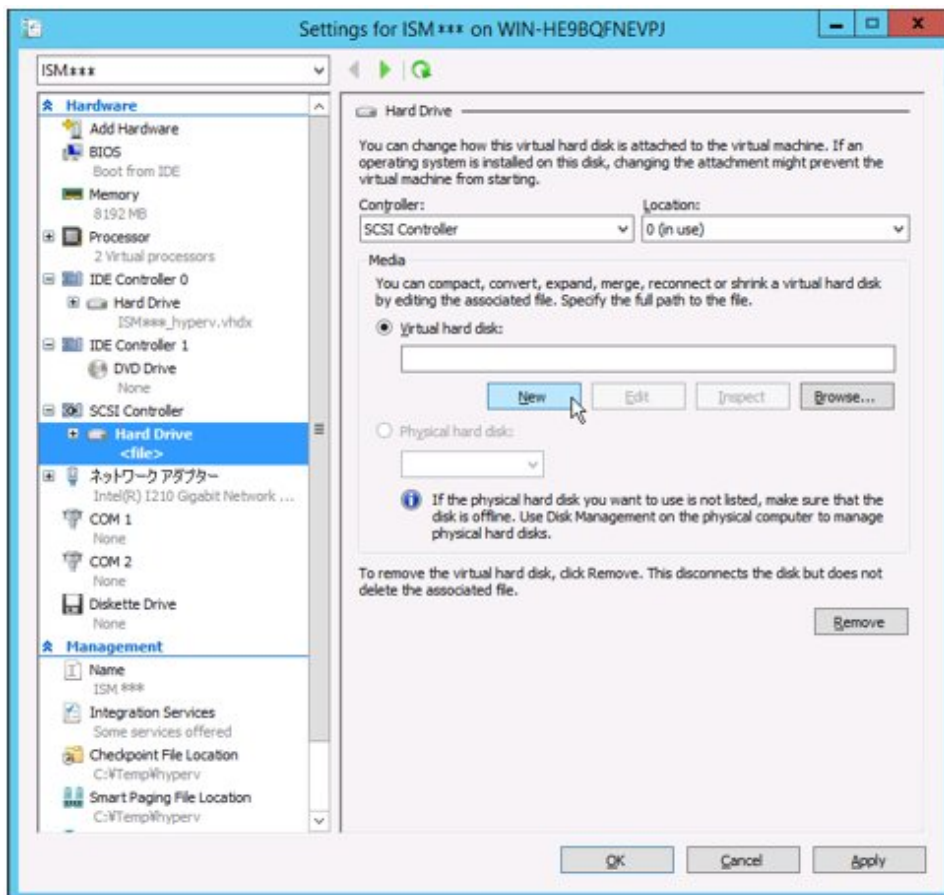 Settings for ISM*** on WIN-HE9BQFNEVPJ
ISM***
Hardware
Add Hardware
BIOS
Boot from IDE
Memory
8192 MB
Processor
2 Virtual processors
IDE Controller 0
Hard Drive
ISM***_hyperv.vhdx
IDE Controller 1
DVD Drive
None
SCSI Controller
Hard Drive
<file>
ネットワーク アダプター
Intel(R) I210 Gigabit Network ...
COM 1
None
COM 2
None
Diskette Drive
None
Management
Name
ISM ***
Integration Services
Some services offered
Checkpoint File Location
C:¥Temp¥hyperv
Smart Paging File Location
C:¥Temp¥hyperv
Hard Drive
You can change how this virtual hard disk is attached to the virtual machine. If an
operating system is installed on this disk, changing the attachment might prevent the
virtual machine from starting.
Controller:
Location:
SCSI Controller
0 (in use)
Media
You can compact, convert, expand, merge, reconnect or shrink a virtual hard disk
by editing the associated file. Specify the full path to the file.
Virtual hard disk:
New
Edit
Inspect
Browse...
Physical hard disk:
If the physical hard disk you want to use is not listed, make sure that the
disk is offline. Use Disk Management on the physical computer to manage
physical hard disks.
To remove the virtual hard disk, click Remove. This disconnects the disk but does not
delete the associated file.
Remove
OK
Cancel
Apply